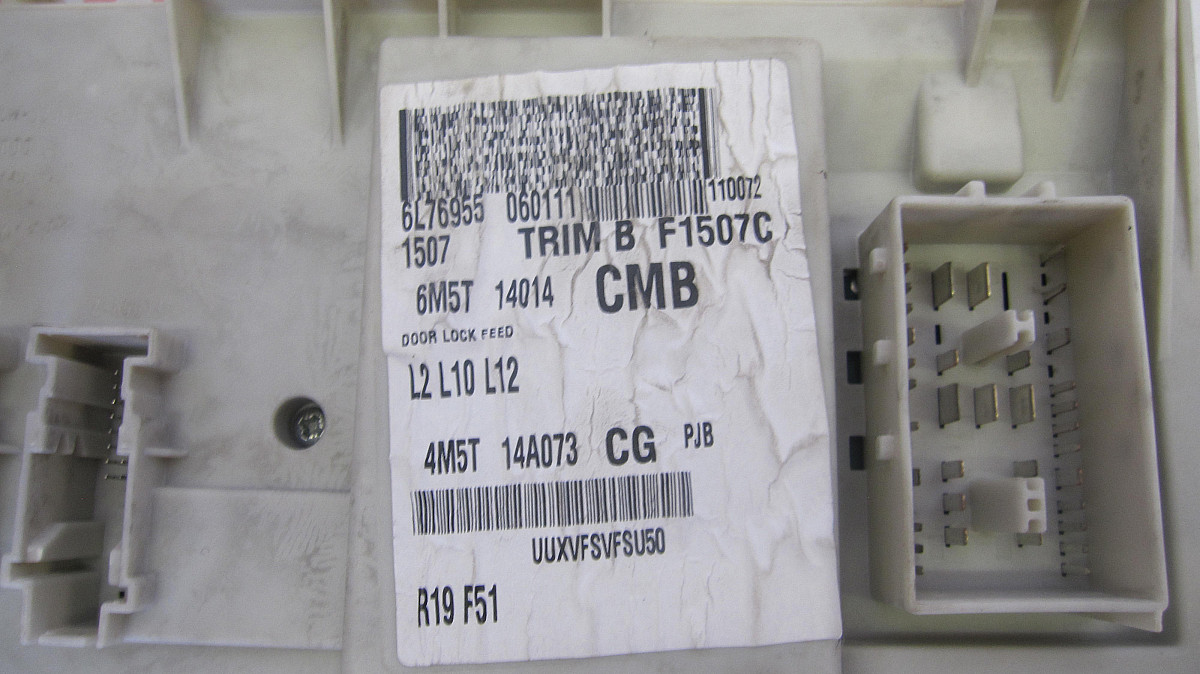 6L76955 060111 110072
1507 TRIM B F1507C
6M5T 14014 CMB
DOOR LOCK FEED
L2 L10 L12
4M5T 14A073 CG PJB
UUXVFSVFSU50
R19 F51